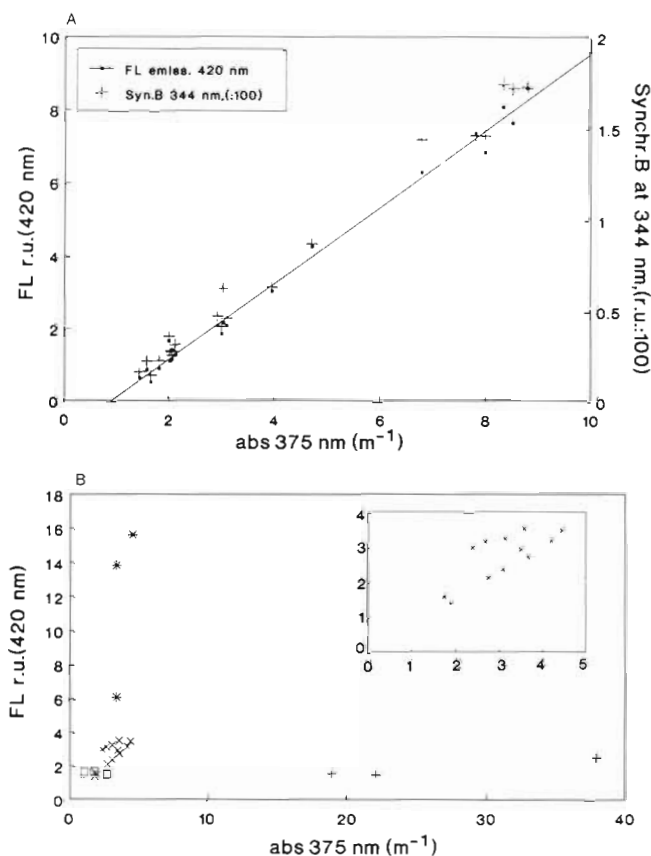 A
10
8
6
4
2
0
FL r.u.(420 nm)
FL emiss. 420 nm
Syn.B 344 nm,(:100)
2
1.5
1
0.5
0
Synchr.B at 344 nm,(r.u.:100)
0 2 4 6 8 10
abs 375 nm (m⁻¹)
B
18
16
14
12
10
8
6
4
2
0
FL r.u.(420 nm)
4
3
2
1
0
0 1 2 3 4 5
0 10 20 30 40
abs 375 nm (m⁻¹)